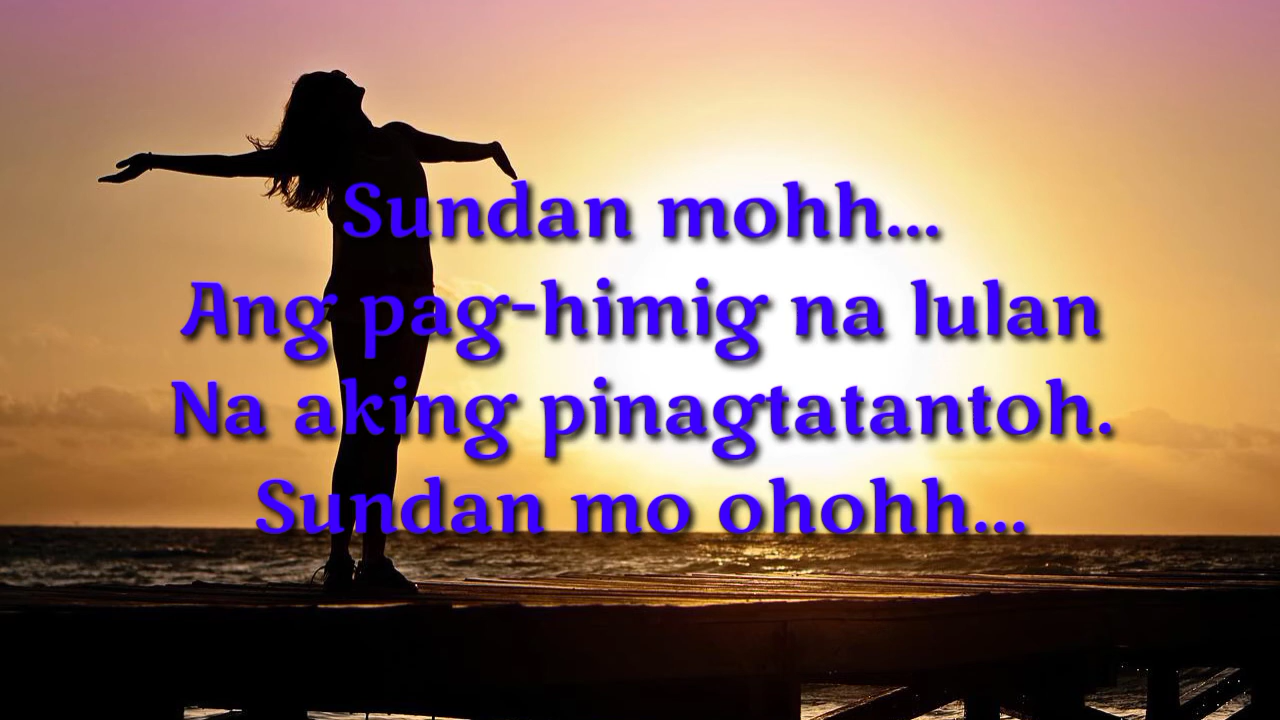 Sundan mohh...
Ang pag-himig na lulan
Na aking pinagtatantoh.
Sundan mo ohohh...